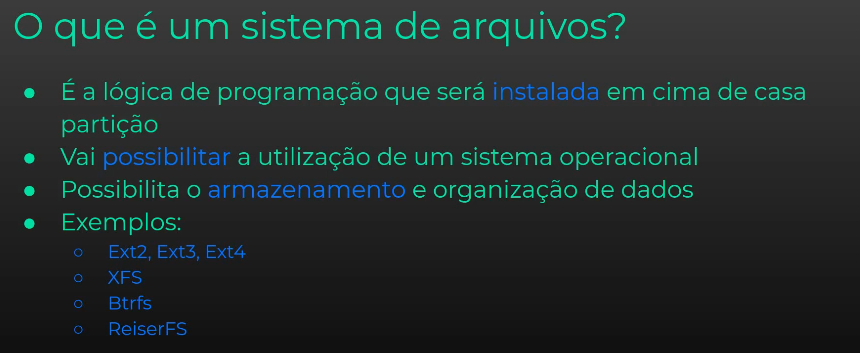 O que é um sistema de arquivos?
● É a lógica de programação que será instalada em cima de casa
partição
● Vai possibilitar a utilização de um sistema operacional
● Possibilita o armazenamento e organização de dados
● Exemplos:
○ Ext2, Ext3, Ext4
○ XFS
○ Btrfs
○ ReiserFS